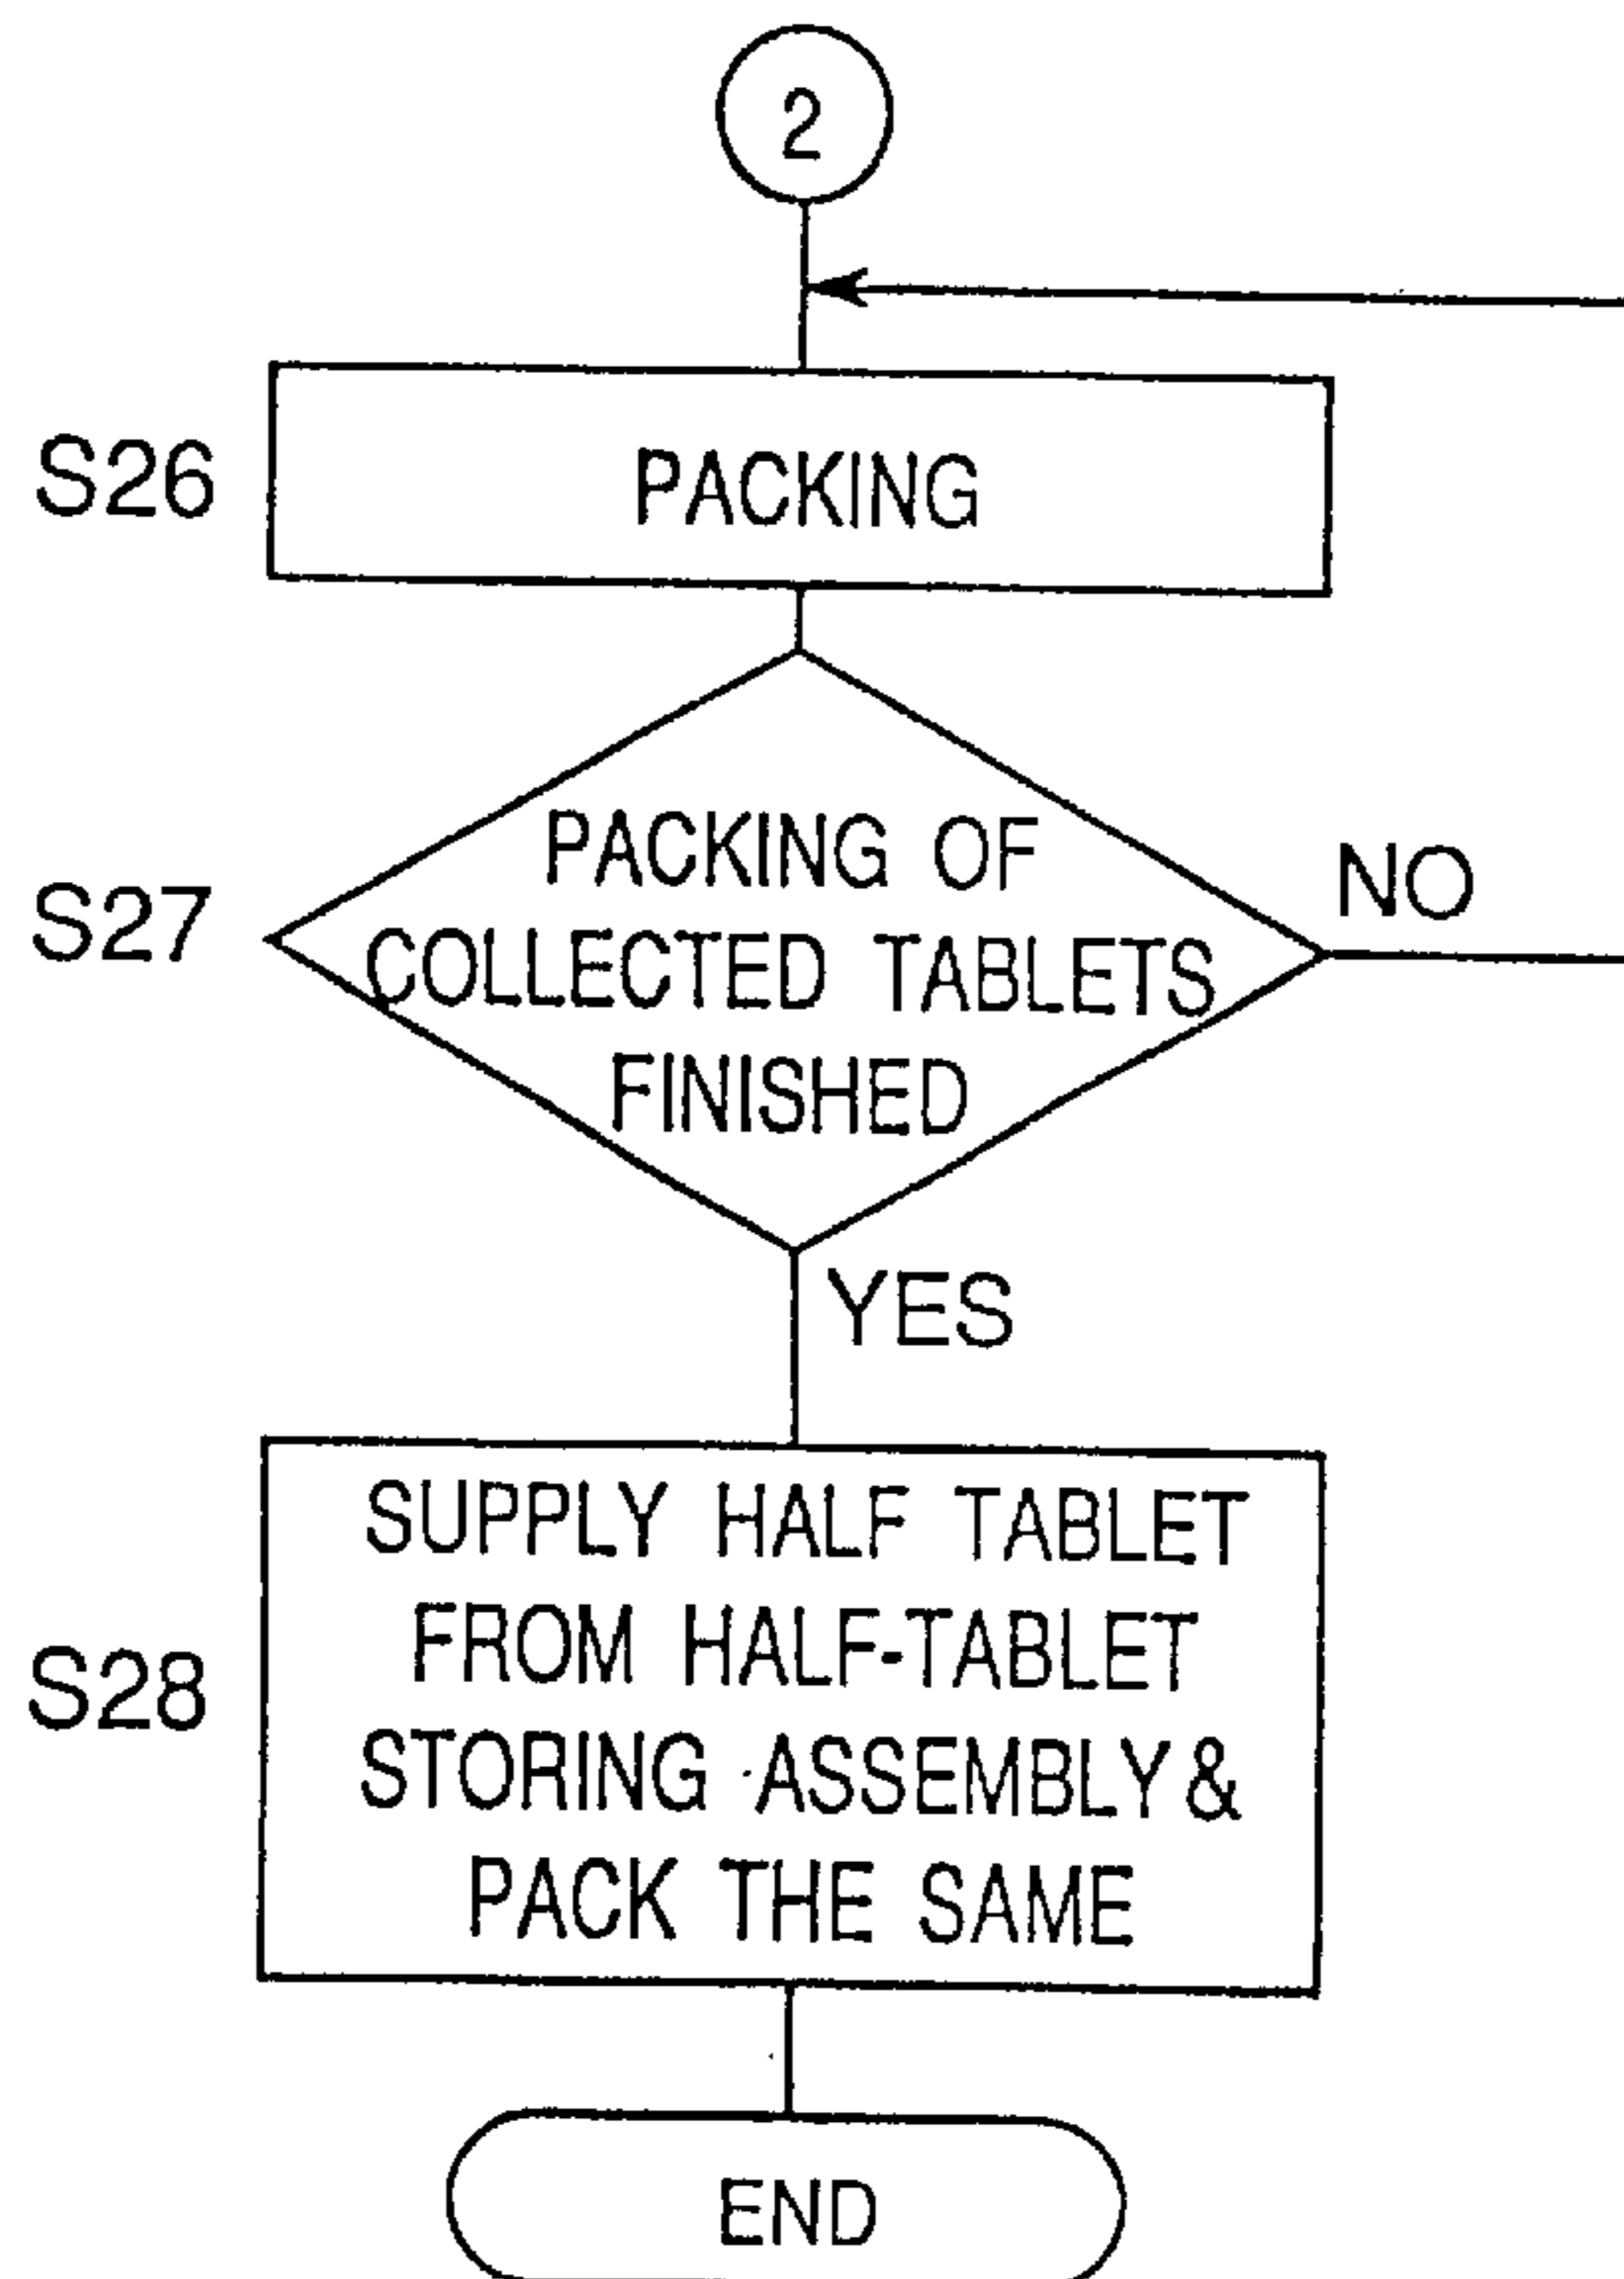 2
S26
PACKING
S27
PACKING OF
COLLECTED TABLETS
FINISHED
NO
YES
S28
SUPPLY HALF TABLET
FROM HALF-TABLET
STORING ASSEMBLY &
PACK THE SAME
END